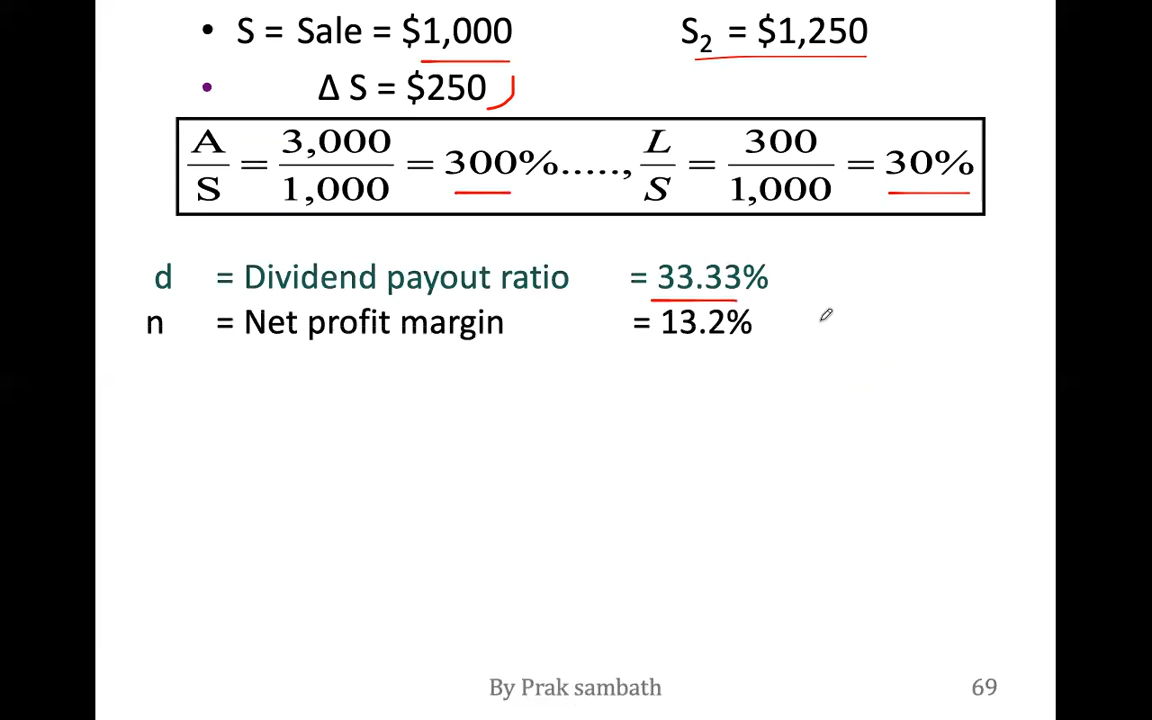 • S = Sale = $1,000 S₂ = $1,250
• Δ S = $250
A/S = 3,000/1,000 = 300%....., L/S = 300/1,000 = 30%
d = Dividend payout ratio = 33.33%
n = Net profit margin = 13.2%
By Prak sambath 69